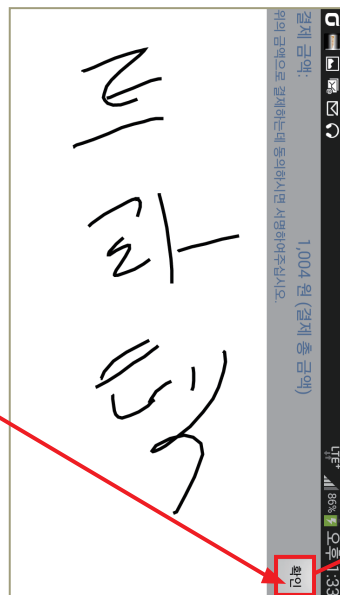 LTE+ 86% 오후 1:33
결제 금액: 1,004 원 (결제 총 금액)
위의 금액으로 결제하는데 동의하시면 서명하여주십시오.
확인